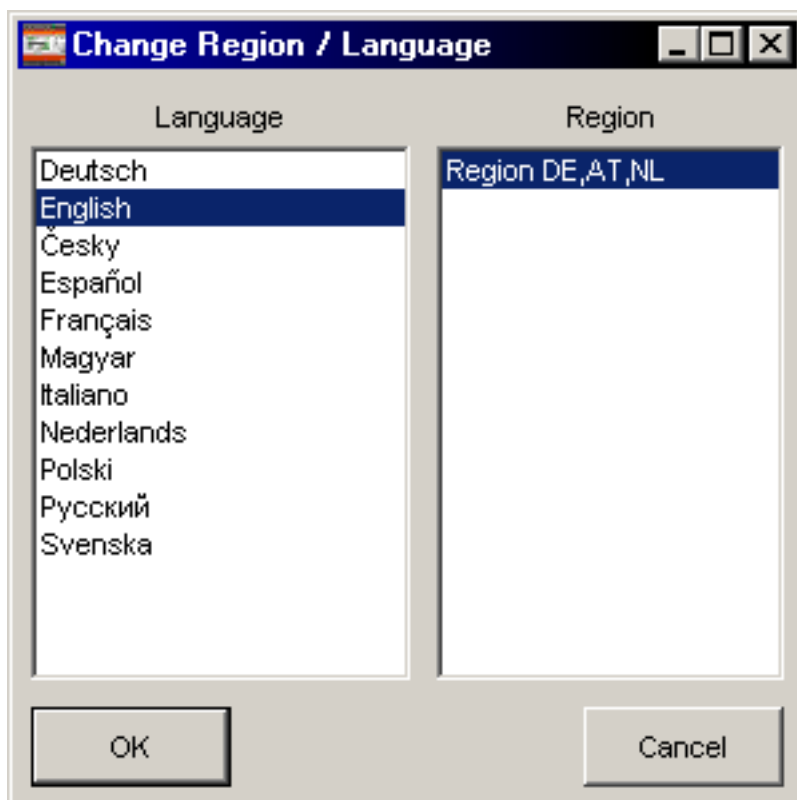 Change Region / Language
Language
Region
Deutsch
English
Česky
Español
Français
Magyar
Italiano
Nederlands
Polski
Русский
Svenska
Region DE,AT,NL
OK
Cancel